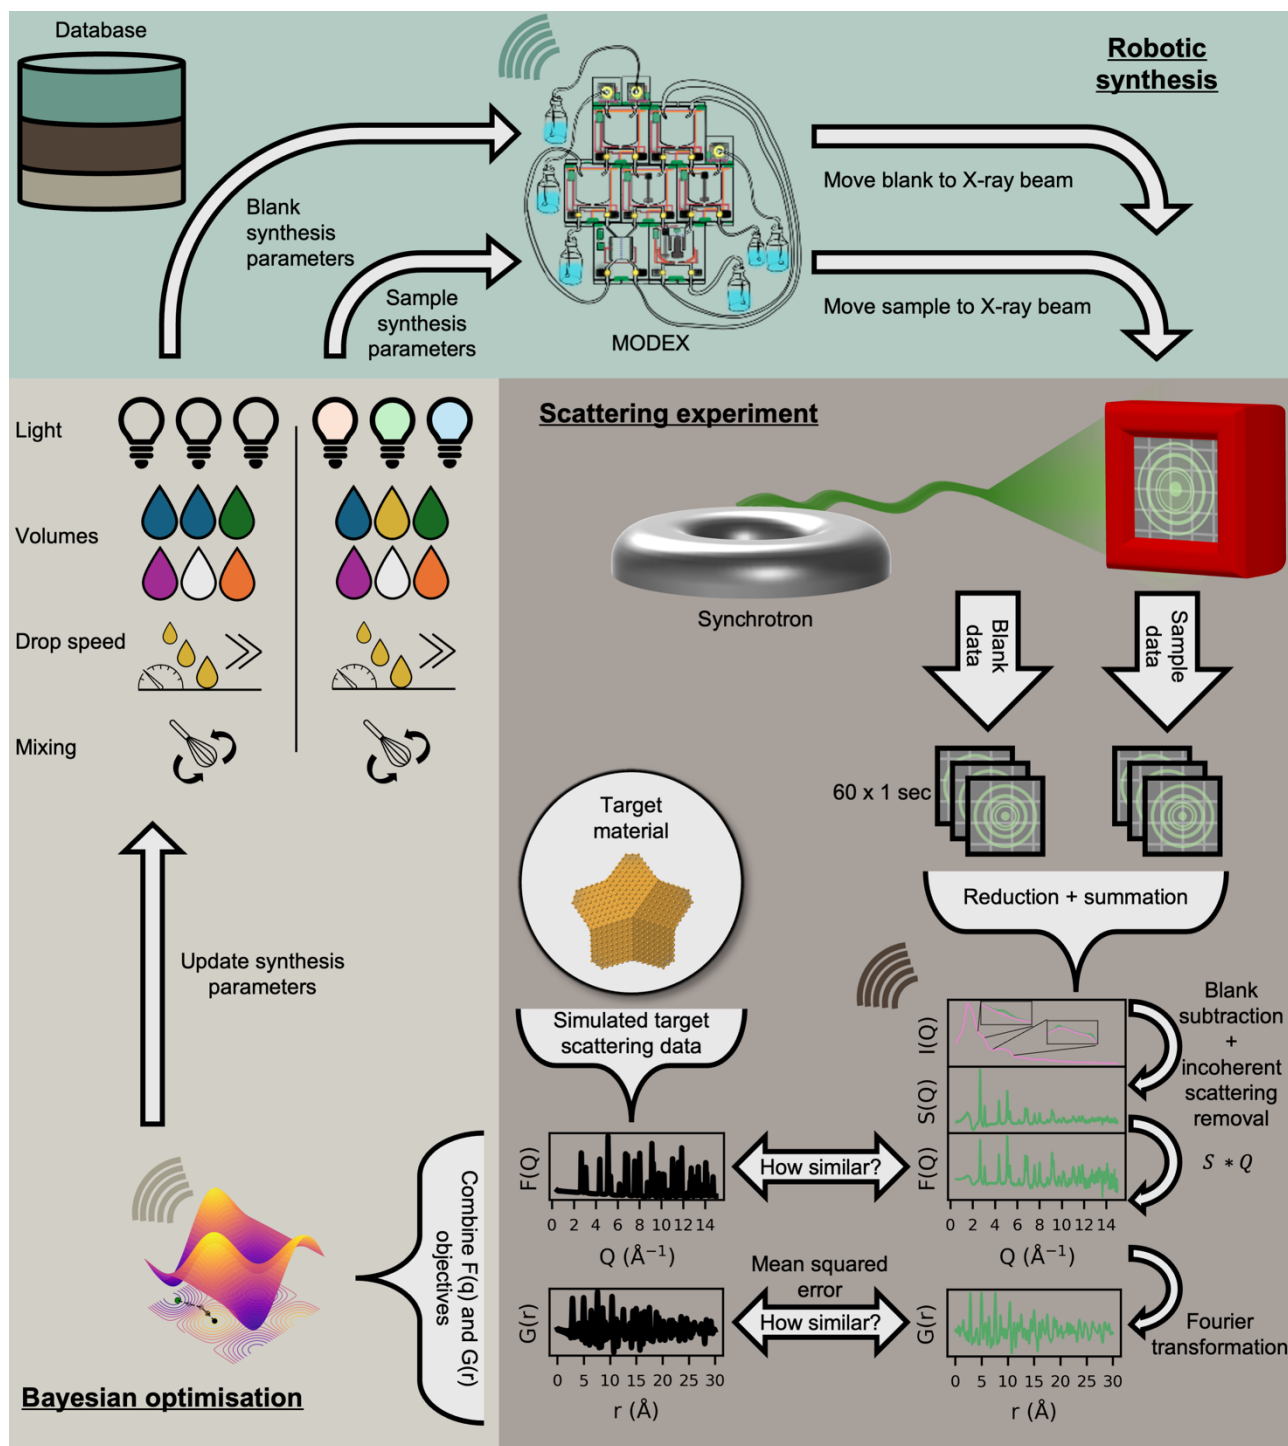 Database
Robotic
synthesis
Blank
synthesis
parameters
Sample
synthesis
parameters
MODEX
Move blank to X-ray beam
Move sample to X-ray beam
Light
Volumes
Drop speed
Mixing
Update synthesis
parameters
Combine F(q) and G(r)
objectives
Bayesian optimisation
Scattering experiment
Synchrotron
Blank
data
Sample
data
60 x 1 sec
Reduction + summation
Target
material
Simulated target
scattering data
I(Q)
S(Q)
F(Q)
0 2 4 6 8 10 12 14
Q (Å⁻¹)
Blank
subtraction
+
incoherent
scattering
removal
S * Q
F(Q)
0 2 4 6 8 10 12 14
Q (Å⁻¹)
How similar?
Mean squared
error
How similar?
G(r)
0 5 10 15 20 25 30
r (Å)
G(r)
0 5 10 15 20 25 30
r (Å)
Fourier
transformation